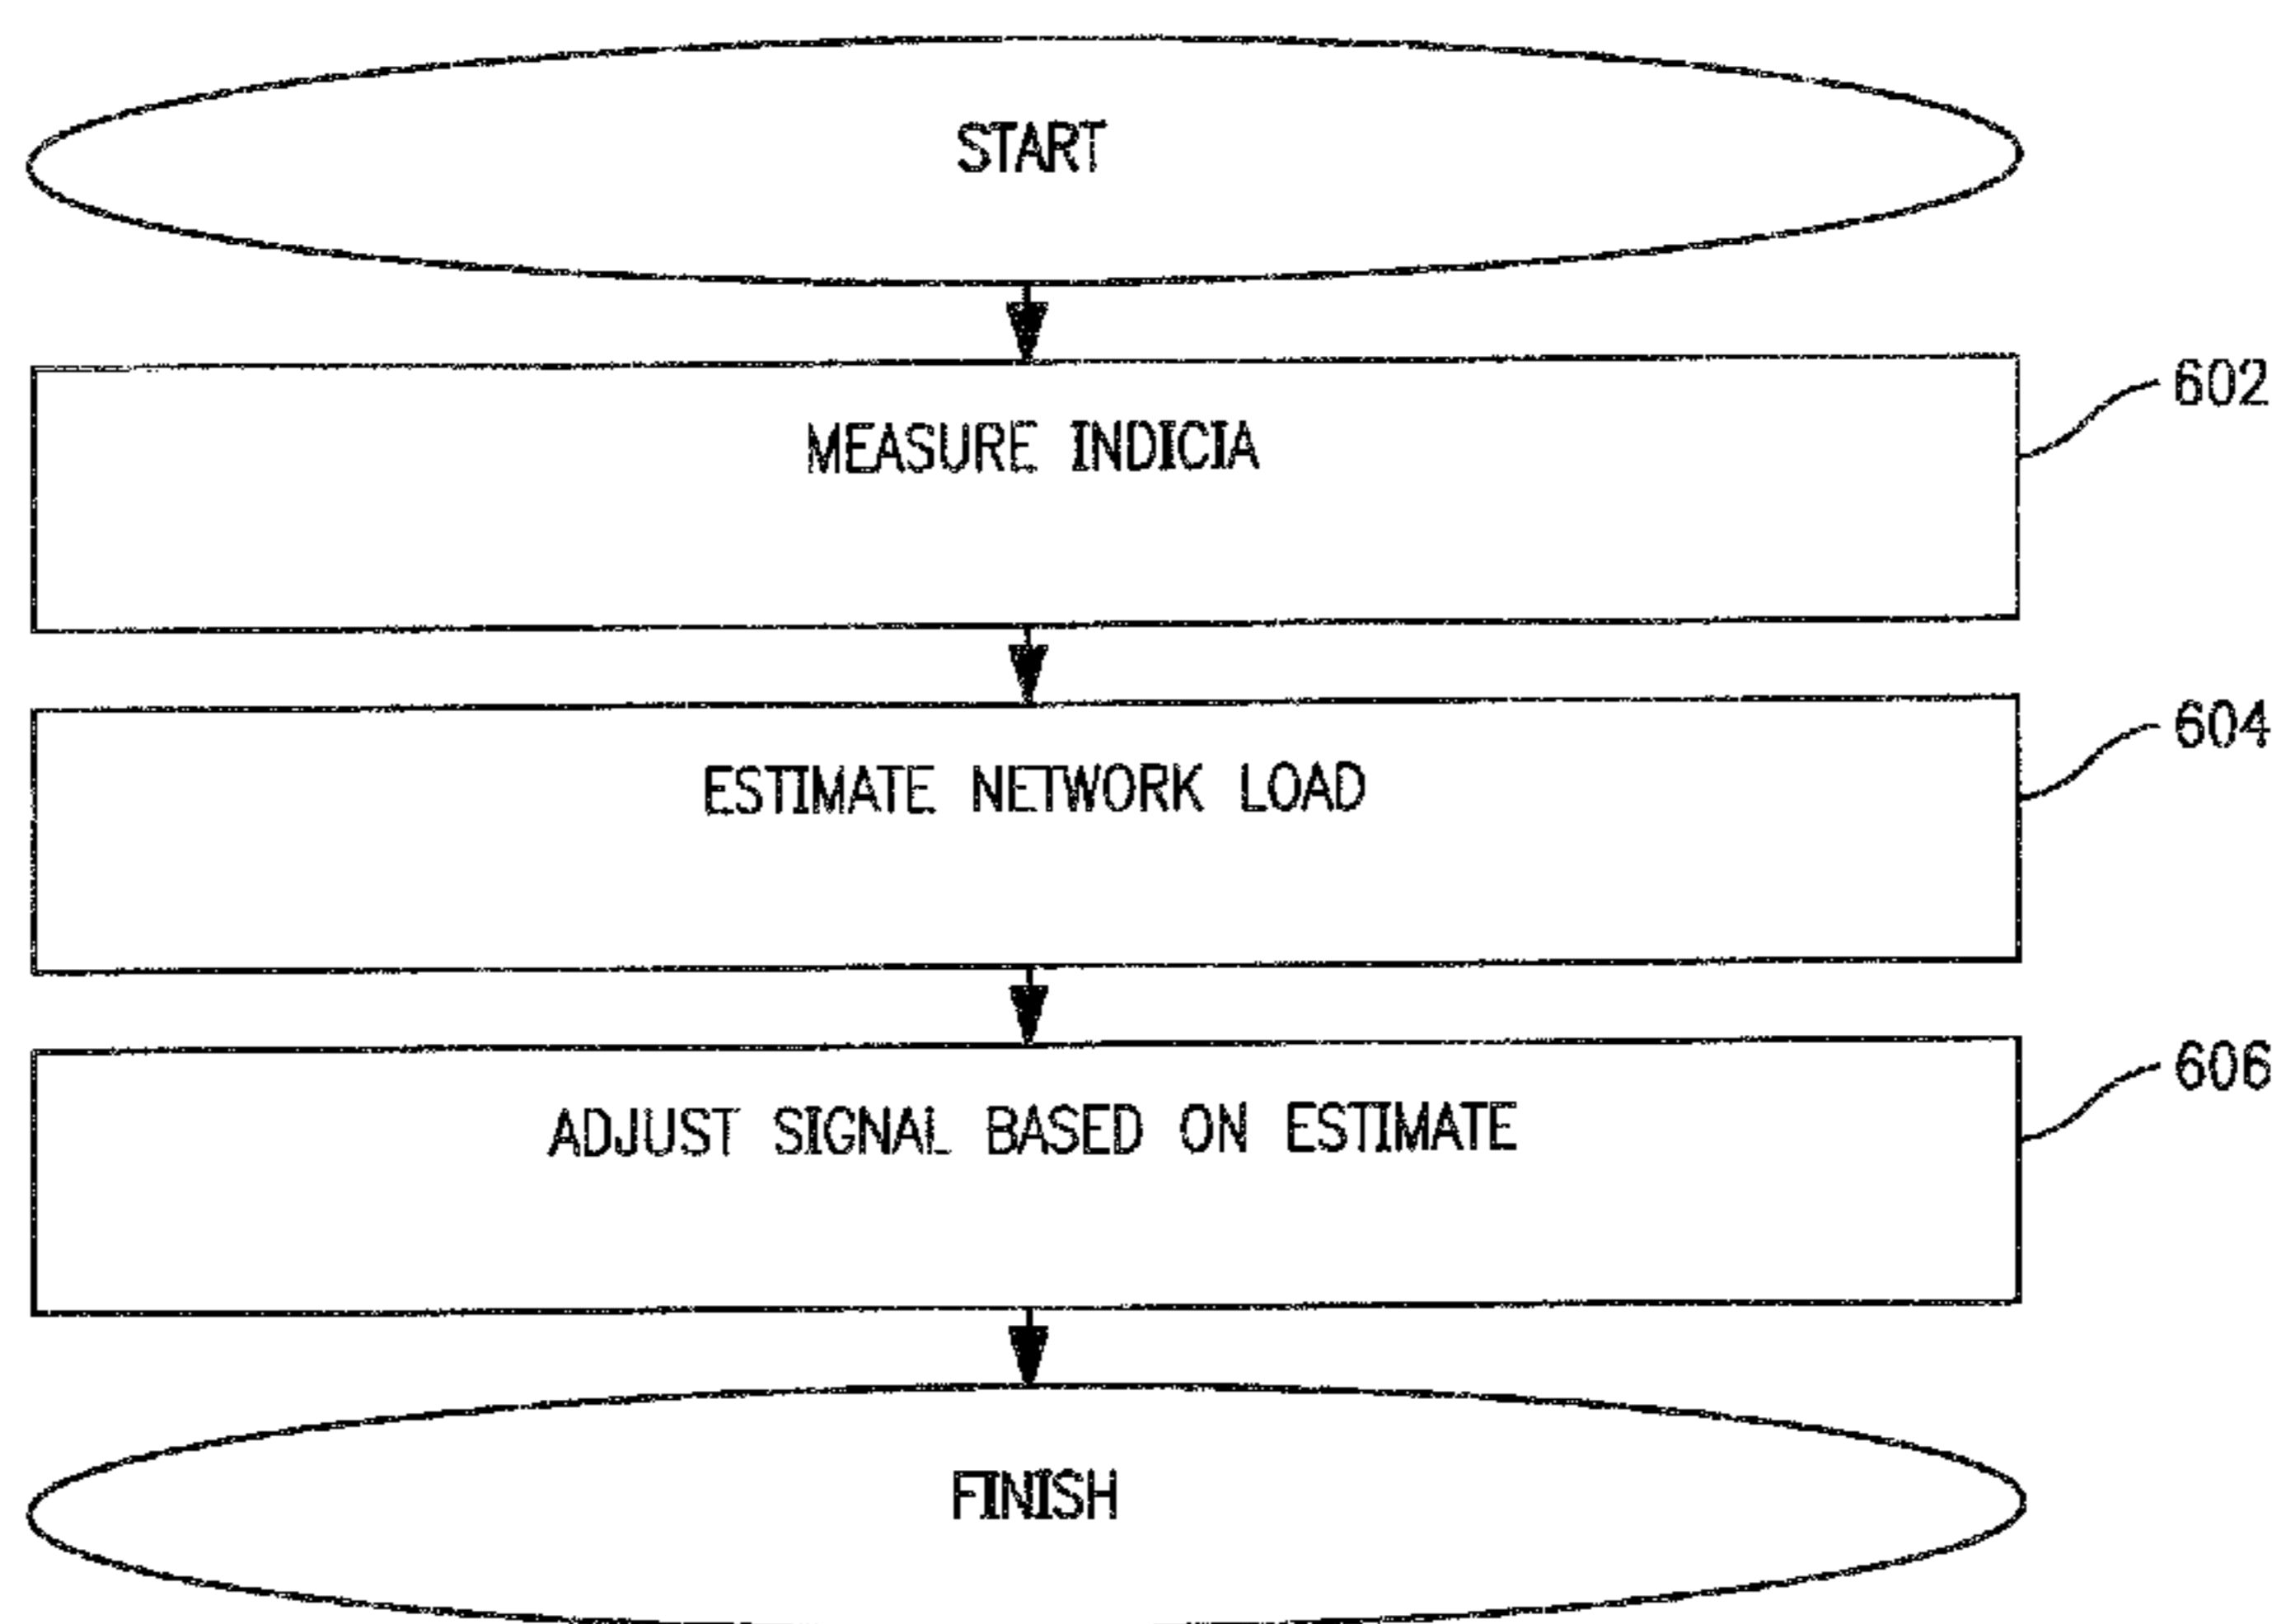 START
MEASURE INDICIA
602
ESTIMATE NETWORK LOAD
604
ADJUST SIGNAL BASED ON ESTIMATE
606
FINISH